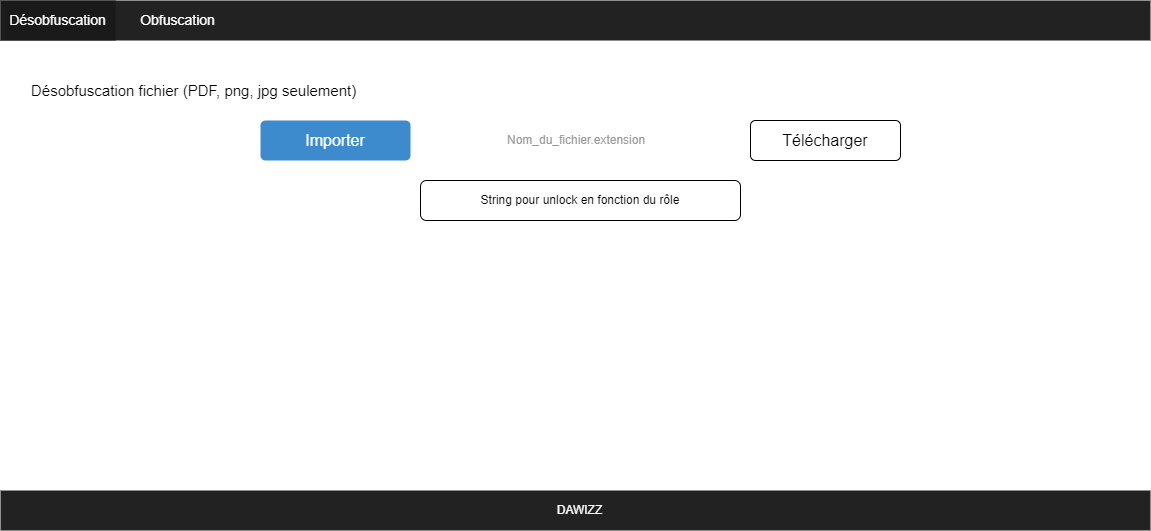 Désobfuscation Obfuscation
Désobfuscation fichier (PDF, png, jpg seulement)
Importer Nom_du_fichier.extension Télécharger
String pour unlock en fonction du rôle
DAWIZZ